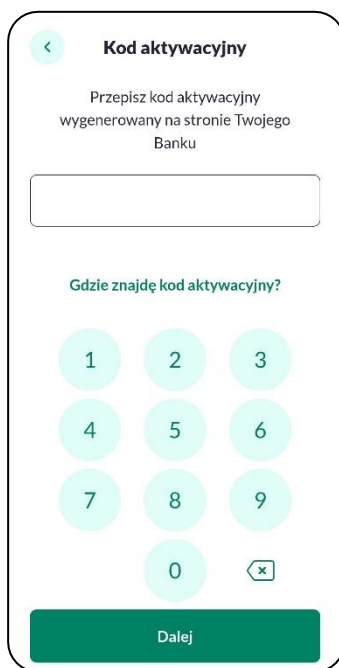 Kod aktywacyjny
Przepisz kod aktywacyjny
wygenerowany na stronie Twojego
Banku
Gdzie znajdę kod aktywacyjny?
1 2 3
4 5 6
7 8 9
0
Dalej